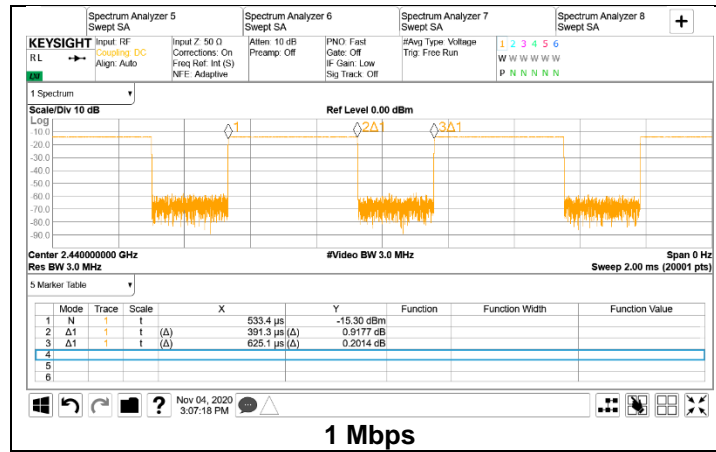 Spectrum Analyzer 5 Spectrum Analyzer 6 Spectrum Analyzer 7 Spectrum Analyzer 8
Swept SA Swept SA Swept SA Swept SA +
KEYSIGHT Input: RF Input Z: 50 Ω Atten: 10 dB PNO: Fast #Avg Type: Voltage 1 2 3 4 5 6
RL Coupling: DC Corrections: On Preamp: Off Gate: Off Trig: Free Run W W W W W W
Align: Auto Freq Ref: Int (S) IF Gain: Low
NFE: Adaptive Sig Track: Off P N N N N N
1 Spectrum
Scale/Div 10 dB Ref Level 0.00 dBm
Log
-10.0 1 2Δ1 3Δ1
-20.0
-30.0
-40.0
-50.0
-60.0
-70.0
-80.0
-90.0
Center 2.440000000 GHz #Video BW 3.0 MHz Span 0 Hz
Res BW 3.0 MHz Sweep 2.00 ms (20001 pts)
5 Marker Table
Mode Trace Scale X Y Function Function Width Function Value
1 N 1 t 533.4 µs -15.30 dBm
2 Δ1 1 t (Δ) 391.3 µs (Δ) 0.9177 dB
3 Δ1 1 t (Δ) 625.1 µs (Δ) 0.2014 dB
4
5
6
? Nov 04, 2020
3:07:18 PM
1 Mbps